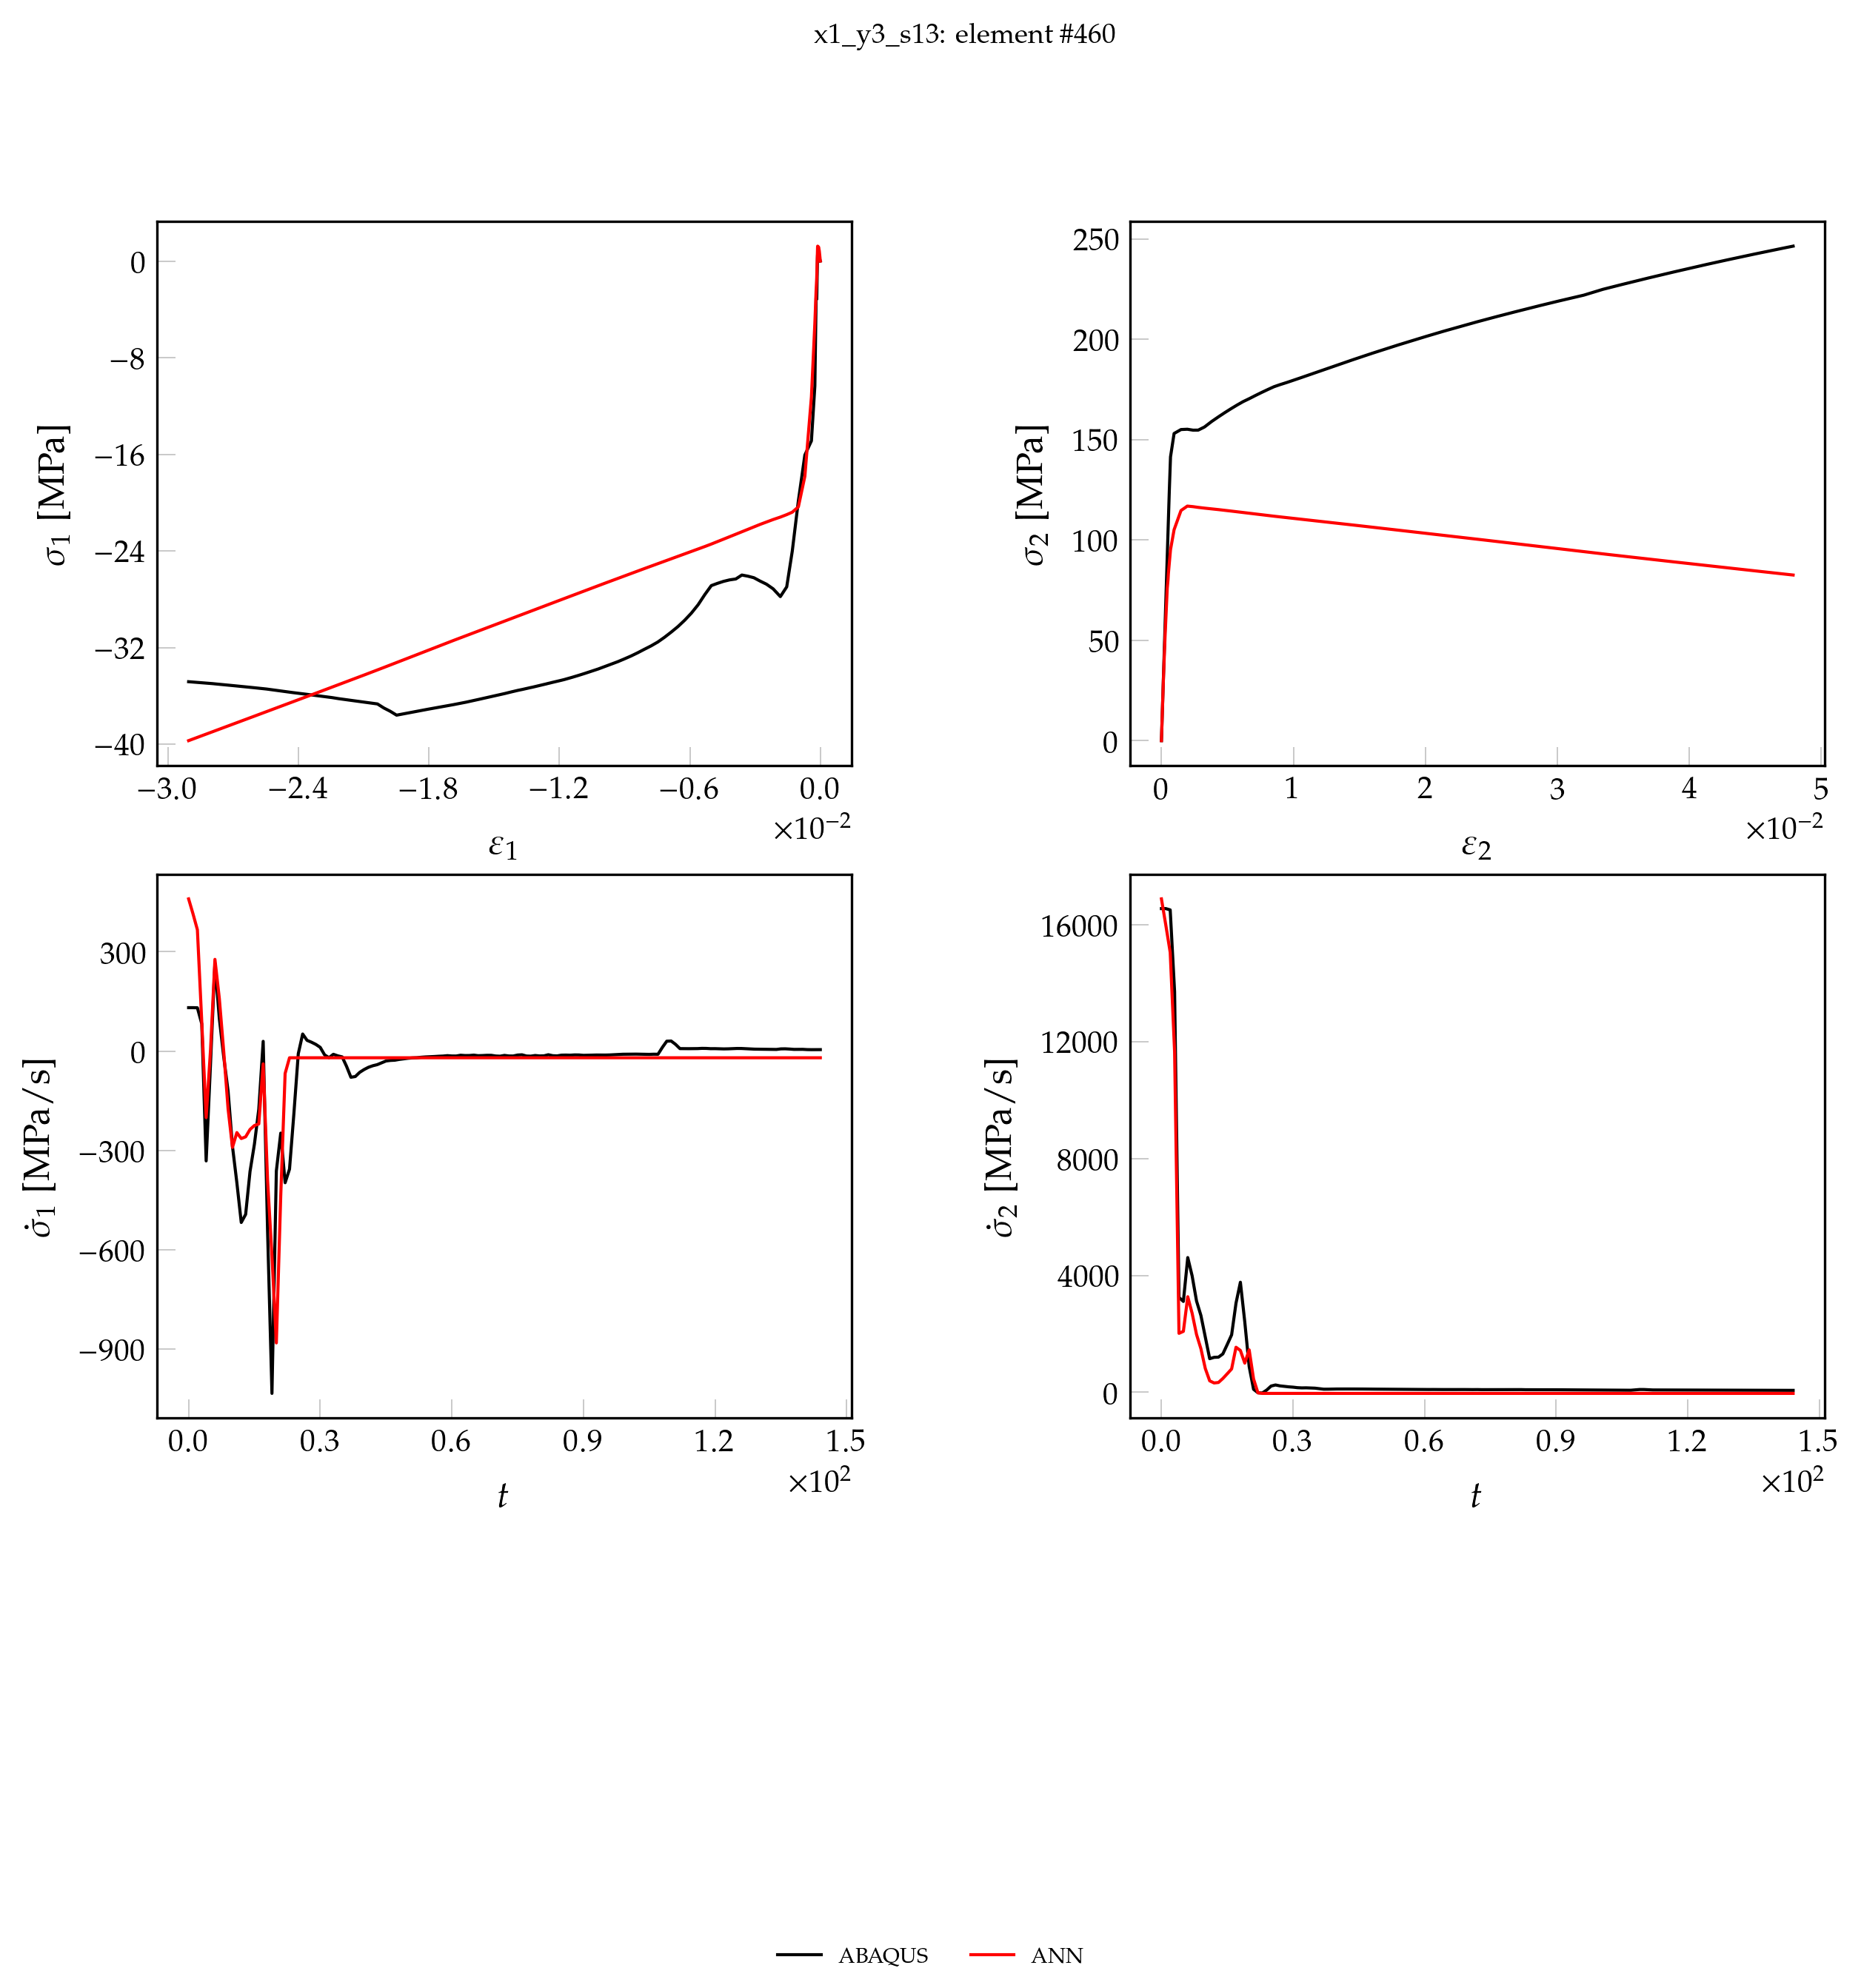 x1_y3_s13: element #460
0
−8
−16
−24
−32
−40
σ1 [MPa]
−3.0 −2.4 −1.8 −1.2 −0.6 0.0
×10−2
ε1
250
200
150
100
50
0
σ2 [MPa]
0 1 2 3 4 5
×10−2
ε2
300
0
−300
−600
−900
σ̇1 [MPa/s]
0.0 0.3 0.6 0.9 1.2 1.5
×102
t
16000
12000
8000
4000
0
σ̇2 [MPa/s]
0.0 0.3 0.6 0.9 1.2 1.5
×102
t
ABAQUS ANN